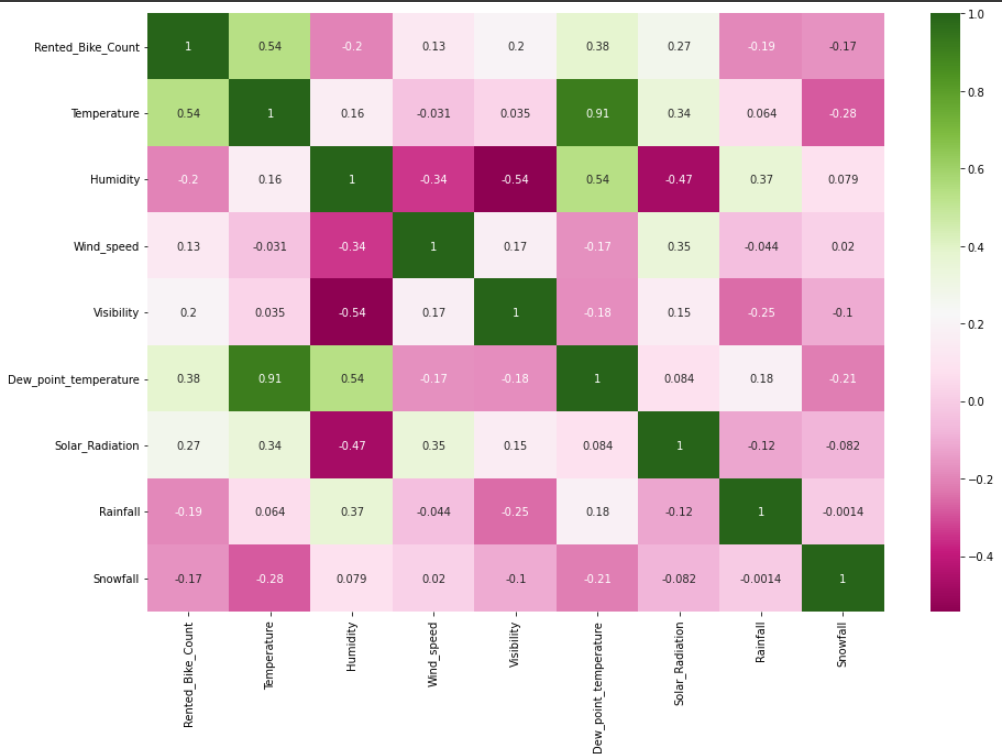 1.0
Rented_Bike_Count 1 0.54 -0.2 0.13 0.2 0.38 0.27 -0.19 -0.17
0.8
Temperature 0.54 1 0.16 -0.031 0.035 0.91 0.34 0.064 -0.28
Humidity -0.2 0.16 1 -0.34 -0.54 0.54 -0.47 0.37 0.079
0.6
Wind_speed 0.13 -0.031 -0.34 1 0.17 -0.17 0.35 -0.044 0.02
0.4
Visibility 0.2 0.035 -0.54 0.17 1 -0.18 0.15 -0.25 -0.1
0.2
Dew_point_temperature 0.38 0.91 0.54 -0.17 -0.18 1 0.084 0.18 -0.21
0.0
Solar_Radiation 0.27 0.34 -0.47 0.35 0.15 0.084 1 -0.12 -0.082
−0.2
Rainfall -0.19 0.064 0.37 -0.044 -0.25 0.18 -0.12 1 -0.0014
−0.4
Snowfall -0.17 -0.28 0.079 0.02 -0.1 -0.21 -0.082 -0.0014 1
Rented_Bike_Count
Temperature
Humidity
Wind_speed
Visibility
Dew_point_temperature
Solar_Radiation
Rainfall
Snowfall